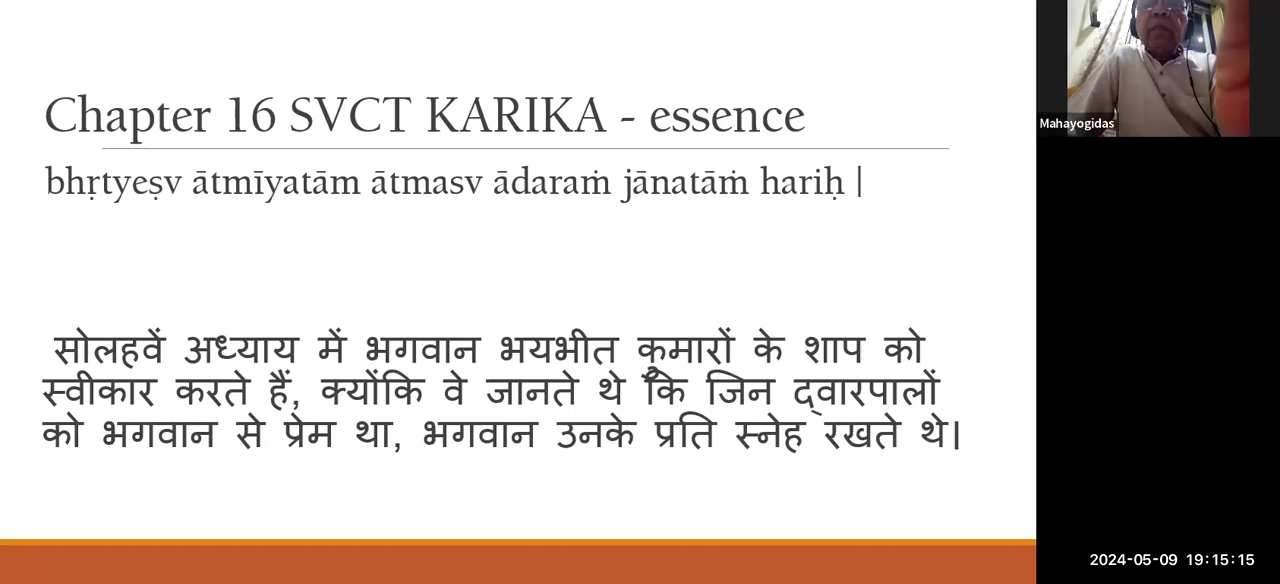 Chapter 16 SVCT KARIKA - essence
bhṛtyeṣv ātmīyatām ātmasv ādaraṁ jānatāṁ hariḥ |
सोलहवें अध्याय में भगवान भयभीत कुमारों के शाप को
स्वीकार करते हैं, क्योंकि वे जानते थे कि जिन द्वारपालों
को भगवान से प्रेम था, भगवान उनके प्रति स्नेह रखते थे।
Mahayogidas
2024-05-09 19:15:15